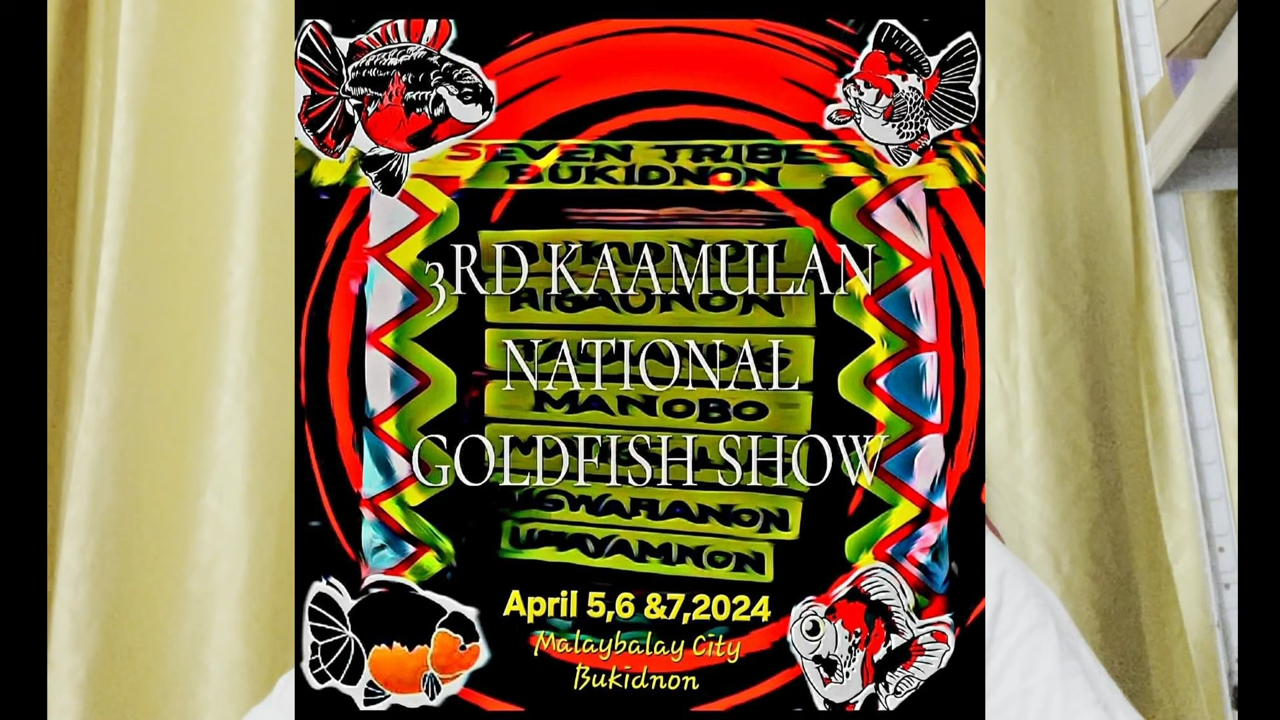 SEVEN TRIBES
BUKIDNON
3RD KAAMULAN
NATIONAL
MANOBO
GOLDFISH SHOW
April 5,6 &7,2024
Malaybalay City
Bukidnon